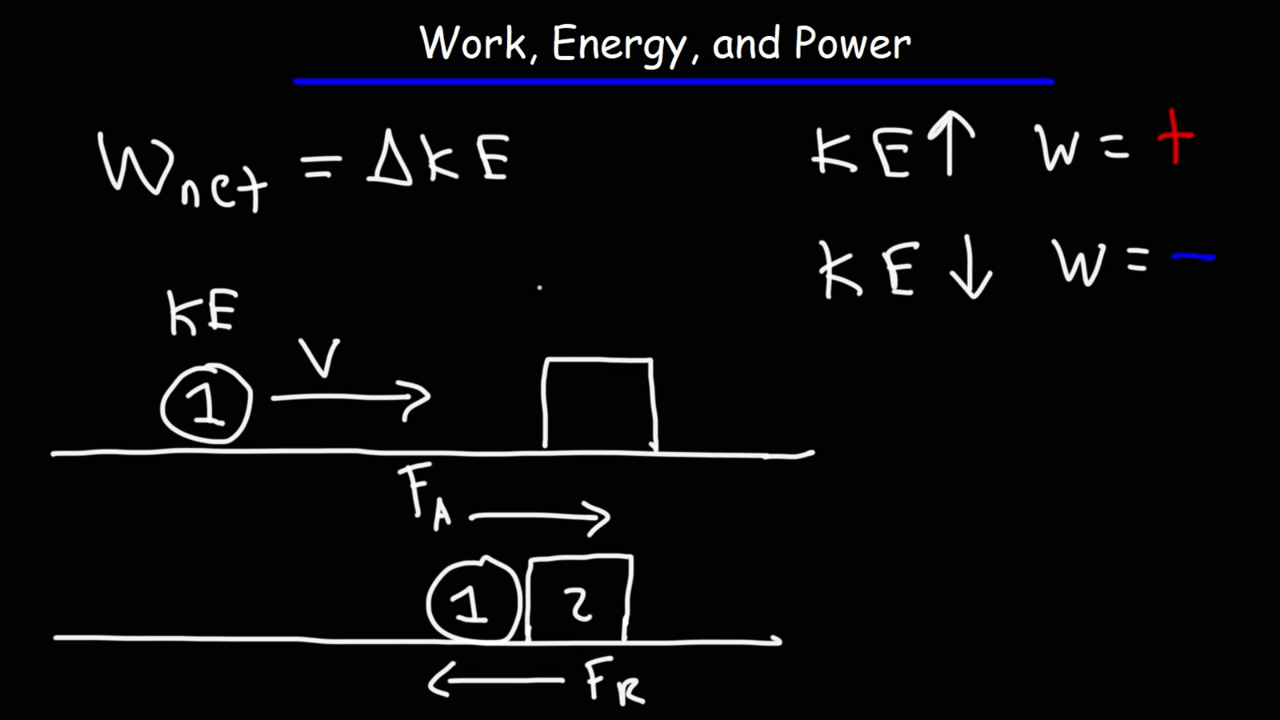 Work, Energy, and Power
Wnet = ΔKE
KE↑ W = +
KE↓ W = -
KE
V
1
FA
1
2
FR